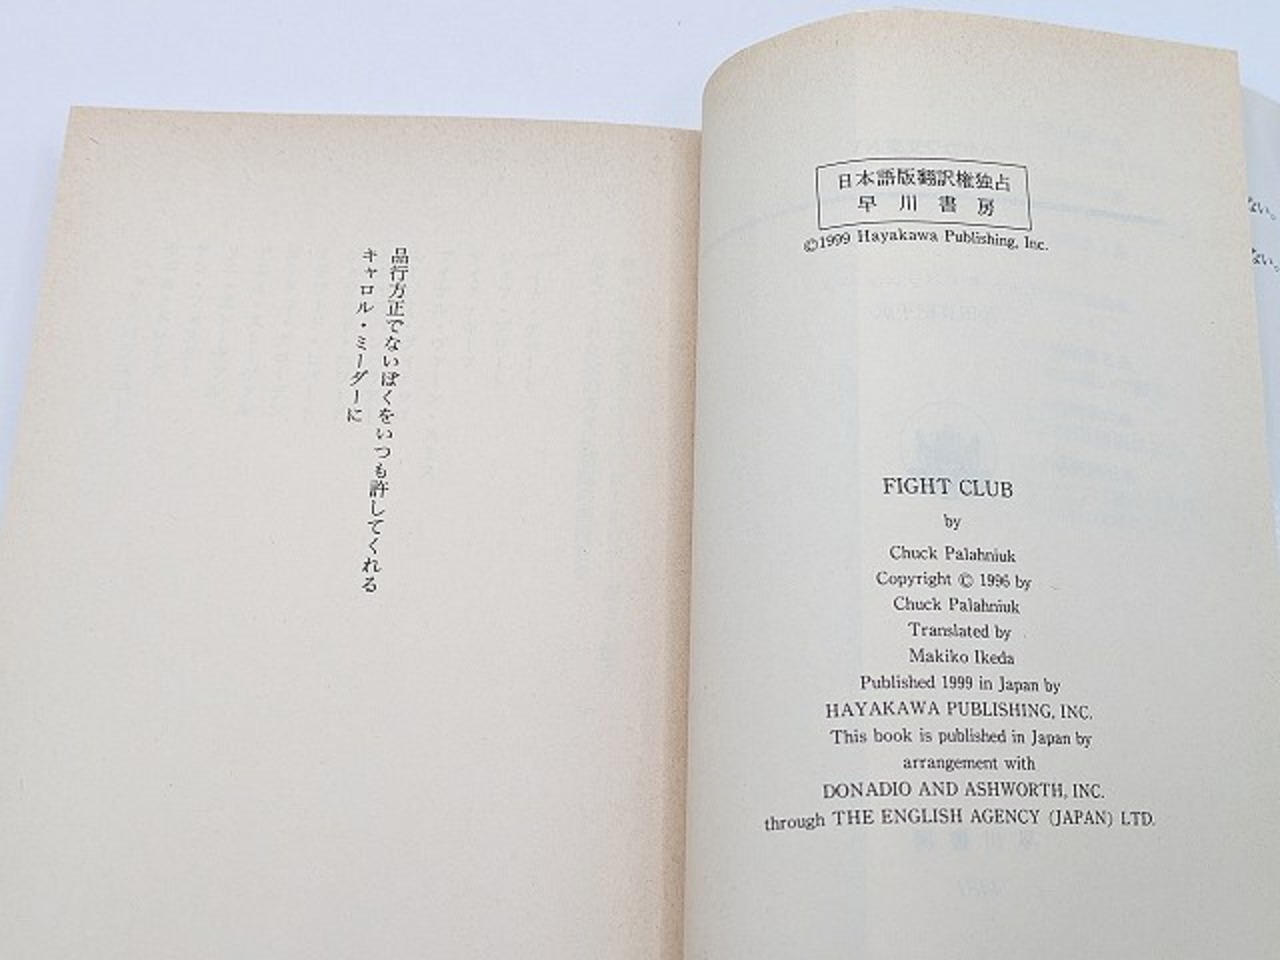 日本語版翻訳権独占
早川書房
©1999 Hayakawa Publishing, Inc.
FIGHT CLUB
by
Chuck Palahniuk
Copyright © 1996 by
Chuck Palahniuk
Translated by
Makiko Ikeda
Published 1999 in Japan by
HAYAKAWA PUBLISHING, INC.
This book is published in Japan by
arrangement with
DONADIO AND ASHWORTH, INC.
through THE ENGLISH AGENCY (JAPAN) LTD.
品行方正でないぼくをいつも許してくれる
キャロル・ミーダーに
ない。
ない。